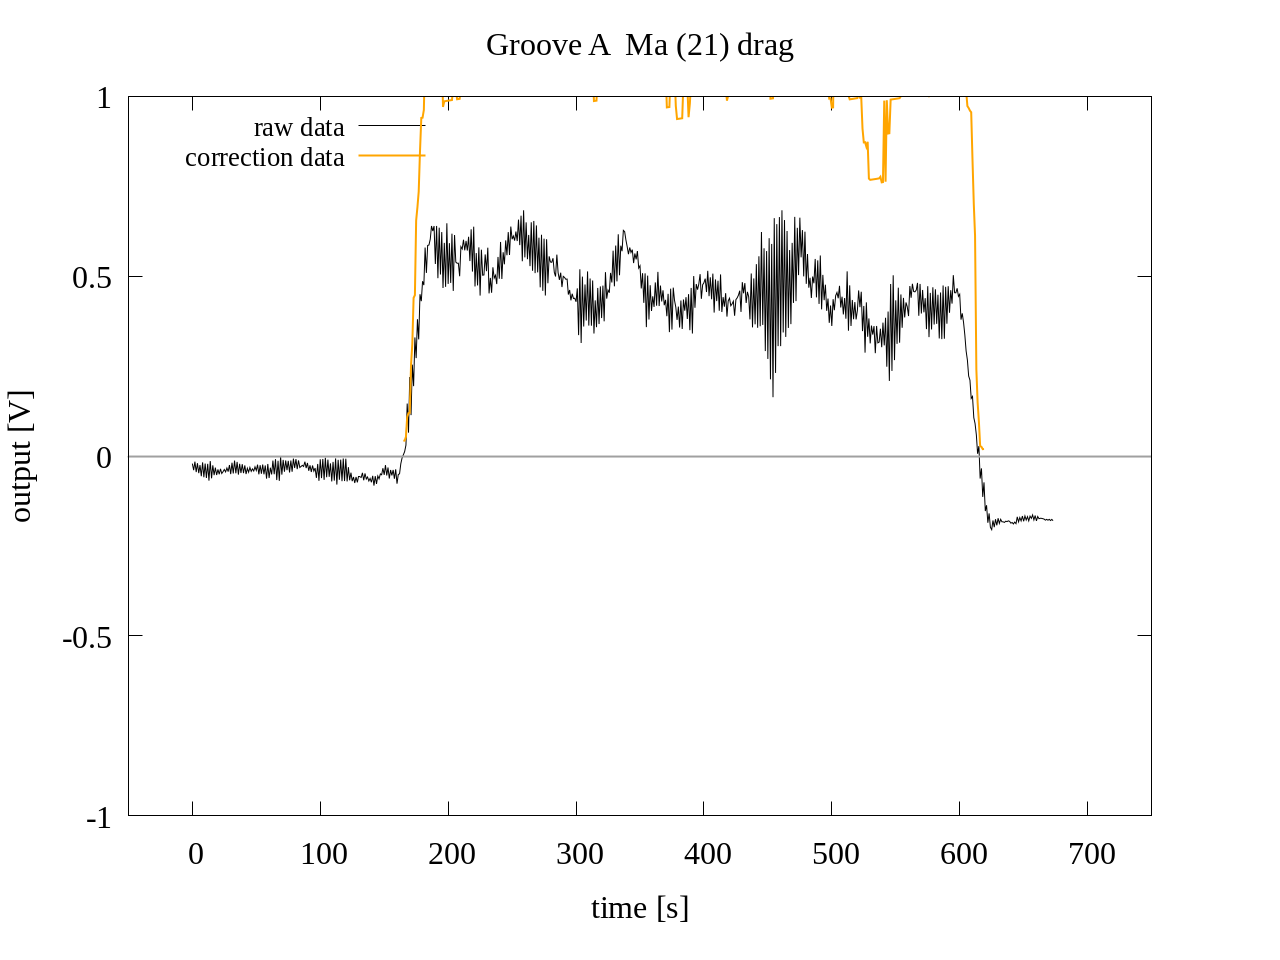 Groove A  Ma (21) drag
raw data
correction data
1
0.5
0
-0.5
-1
output [V]
0 100 200 300 400 500 600 700
time [s]